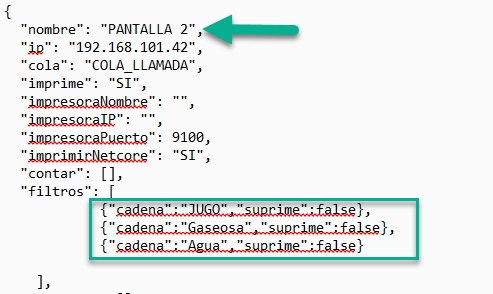 {
"nombre": "PANTALLA 2",
"ip": "192.168.101.42",
"cola": "COLA_LLAMADA",
"imprime": "SI",
"impresoraNombre": "",
"impresoraIP": "",
"impresoraPuerto": 9100,
"imprimirNetcore": "SI",
"contar": [],
"filtros": [
{"cadena":"JUGO","suprime":false},
{"cadena":"Gaseosa","suprime":false},
{"cadena":"Agua","suprime":false}
],